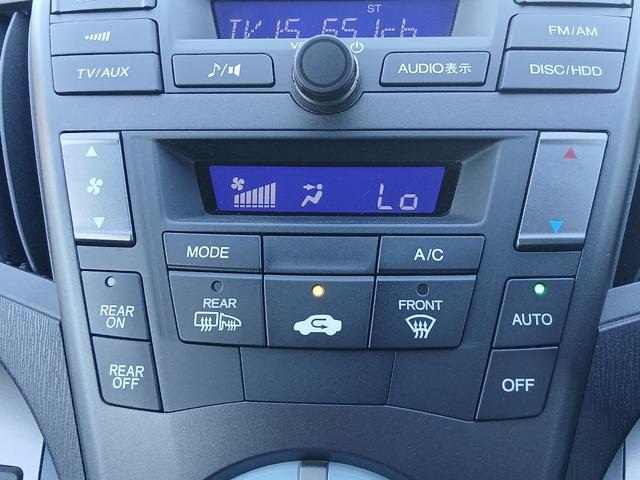 ST
FM/AM
TV/AUX
AUDIO表示
DISC/HDD
Lo
MODE
A/C
REAR
ON
REAR
FRONT
AUTO
REAR
OFF
OFF